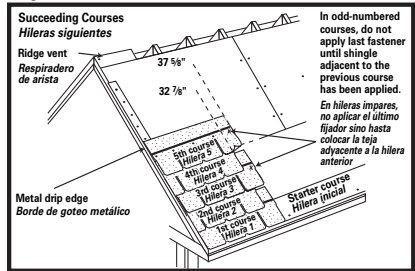 Succeeding Courses
Hileras siguientes
Ridge vent
Respiradero
de arista
37 5/8"
32 7/8"
In odd-numbered
courses, do not
apply last fastener
until shingle
adjacent to the
previous course
has been applied.
En hileras impares,
no aplicar el último
fijador sino hasta
colocar la teja
adyacente a la hilera
anterior
5th course
Hilera 5
4th course
Hilera 4
3rd course
Hilera 3
2nd course
Hilera 2
1st course
Hilera 1
Starter course
Hilera inicial
Metal drip edge
Borde de goteo metálico